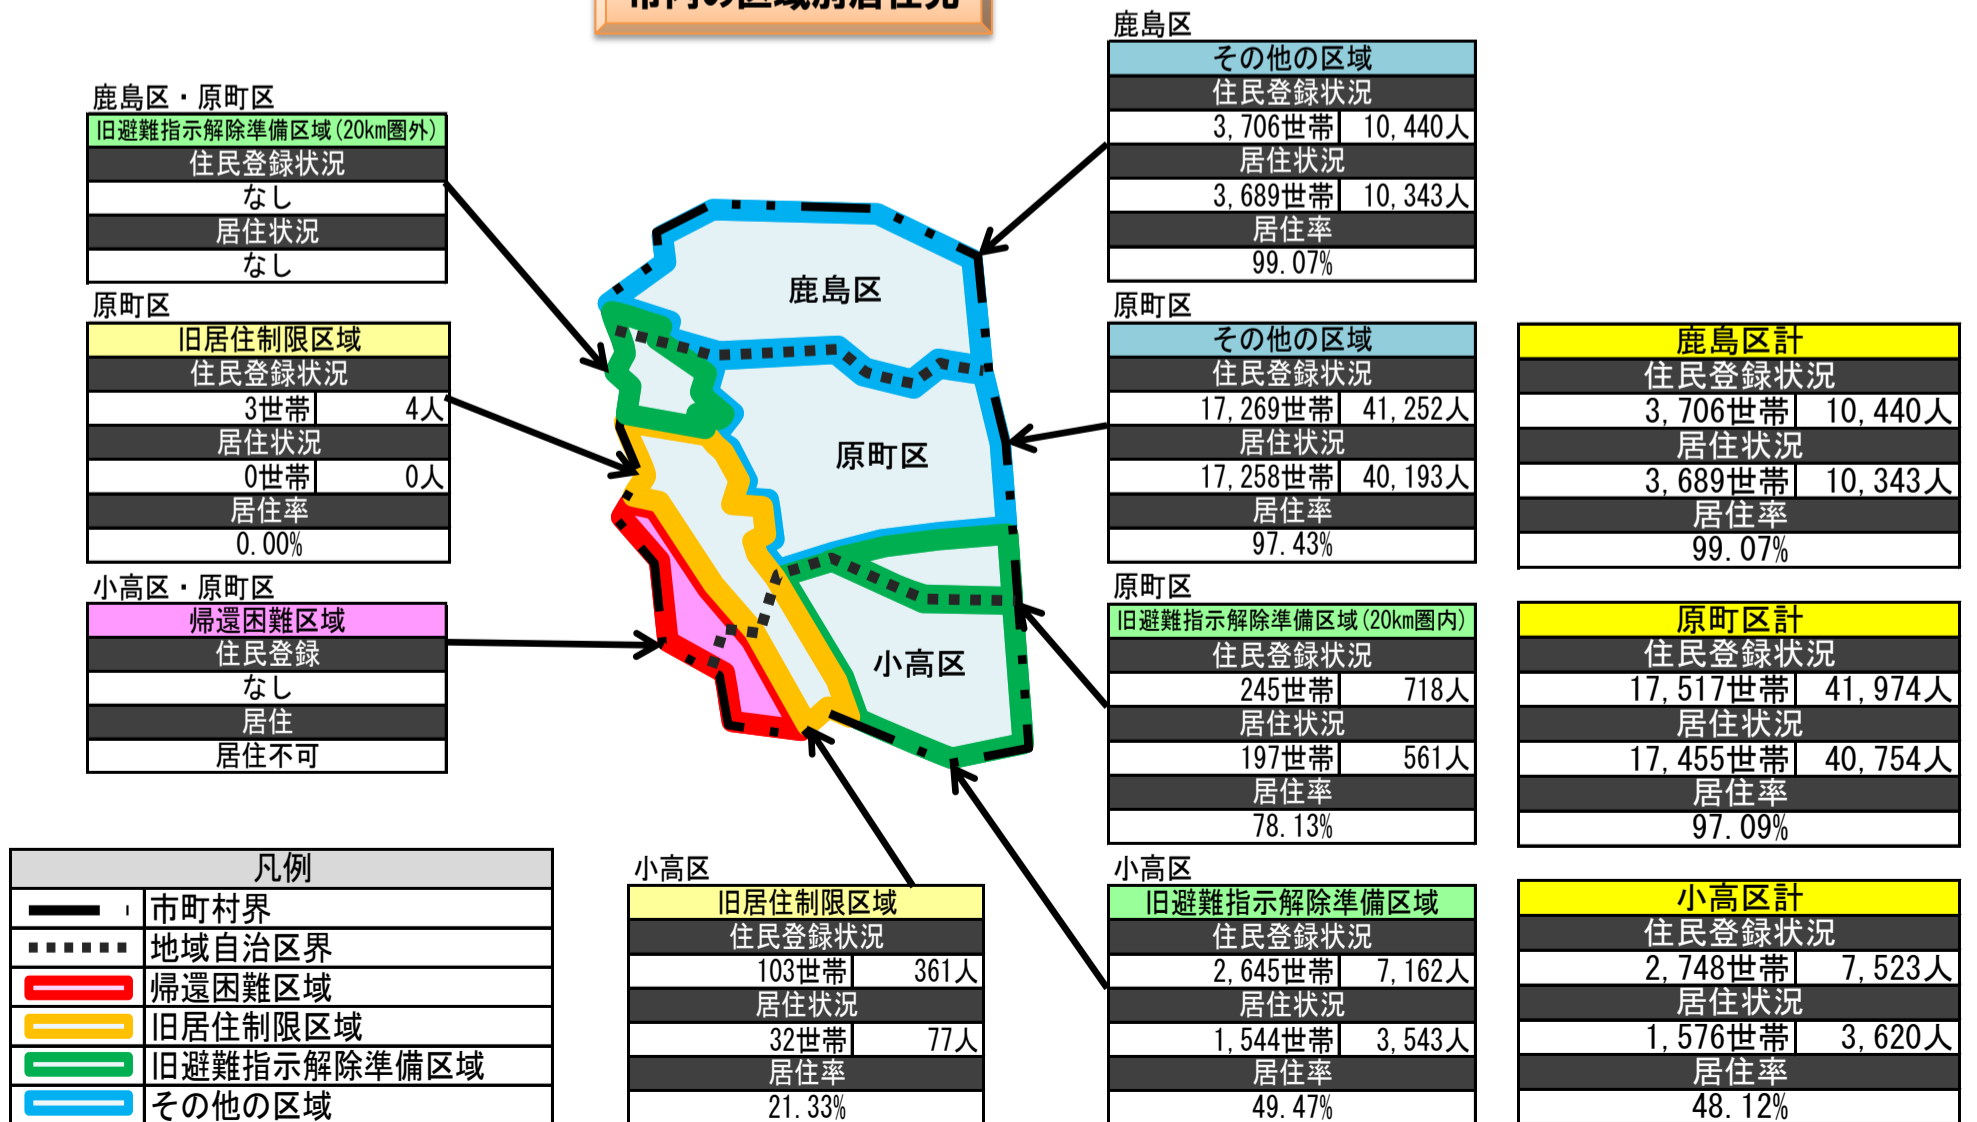 市内の区域別居住先
鹿島区・原町区
旧避難指示解除準備区域(20km圏外)
住民登録状況
なし
居住状況
なし
原町区
旧居住制限区域
住民登録状況
3世帯 4人
居住状況
0世帯 0人
居住率
0.00%
小高区・原町区
帰還困難区域
住民登録
なし
居住
居住不可
凡例
市町村界
地域自治区界
帰還困難区域
旧居住制限区域
旧避難指示解除準備区域
その他の区域
鹿島区
原町区
小高区
小高区
旧居住制限区域
住民登録状況
103世帯 361人
居住状況
32世帯 77人
居住率
21.33%
鹿島区
その他の区域
住民登録状況
3,706世帯 10,440人
居住状況
3,689世帯 10,343人
居住率
99.07%
原町区
その他の区域
住民登録状況
17,269世帯 41,252人
居住状況
17,258世帯 40,193人
居住率
97.43%
原町区
旧避難指示解除準備区域(20km圏内)
住民登録状況
245世帯 718人
居住状況
197世帯 561人
居住率
78.13%
小高区
旧避難指示解除準備区域
住民登録状況
2,645世帯 7,162人
居住状況
1,544世帯 3,543人
居住率
49.47%
鹿島区計
住民登録状況
3,706世帯 10,440人
居住状況
3,689世帯 10,343人
居住率
99.07%
原町区計
住民登録状況
17,517世帯 41,974人
居住状況
17,455世帯 40,754人
居住率
97.09%
小高区計
住民登録状況
2,748世帯 7,523人
居住状況
1,576世帯 3,620人
居住率
48.12%